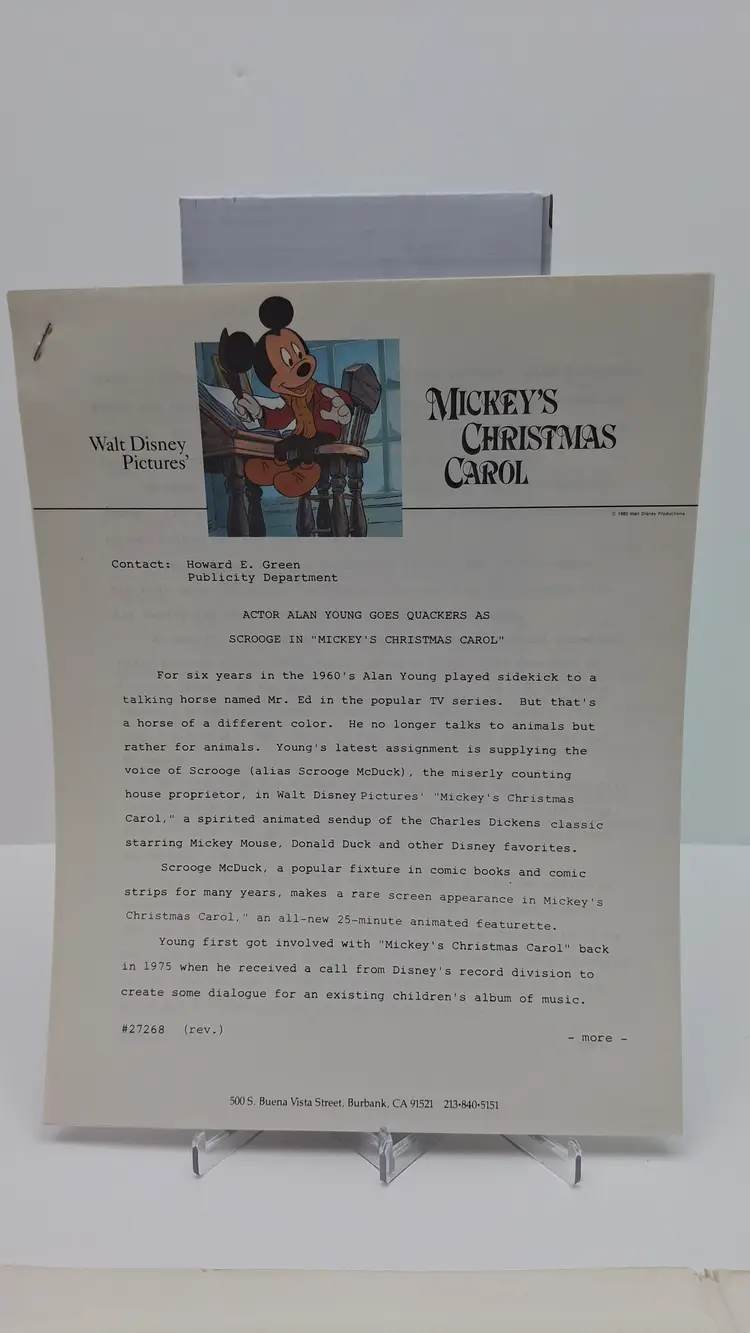 Walt Disney
Pictures'
MICKEY'S
CHRISTMAS
CAROL
© 1982 Walt Disney Productions
Contact: Howard E. Green
Publicity Department
ACTOR ALAN YOUNG GOES QUACKERS AS
SCROOGE IN "MICKEY'S CHRISTMAS CAROL"
For six years in the 1960's Alan Young played sidekick to a
talking horse named Mr. Ed in the popular TV series. But that's
a horse of a different color. He no longer talks to animals but
rather for animals. Young's latest assignment is supplying the
voice of Scrooge (alias Scrooge McDuck), the miserly counting
house proprietor, in Walt Disney Pictures' "Mickey's Christmas
Carol," a spirited animated sendup of the Charles Dickens classic
starring Mickey Mouse, Donald Duck and other Disney favorites.
Scrooge McDuck, a popular fixture in comic books and comic
strips for many years, makes a rare screen appearance in Mickey's
Christmas Carol," an all-new 25-minute animated featurette.
Young first got involved with "Mickey's Christmas Carol" back
in 1975 when he received a call from Disney's record division to
create some dialogue for an existing children's album of music.
#27268 (rev.)
- more -
500 S. Buena Vista Street, Burbank, CA 91521 213•840•5151